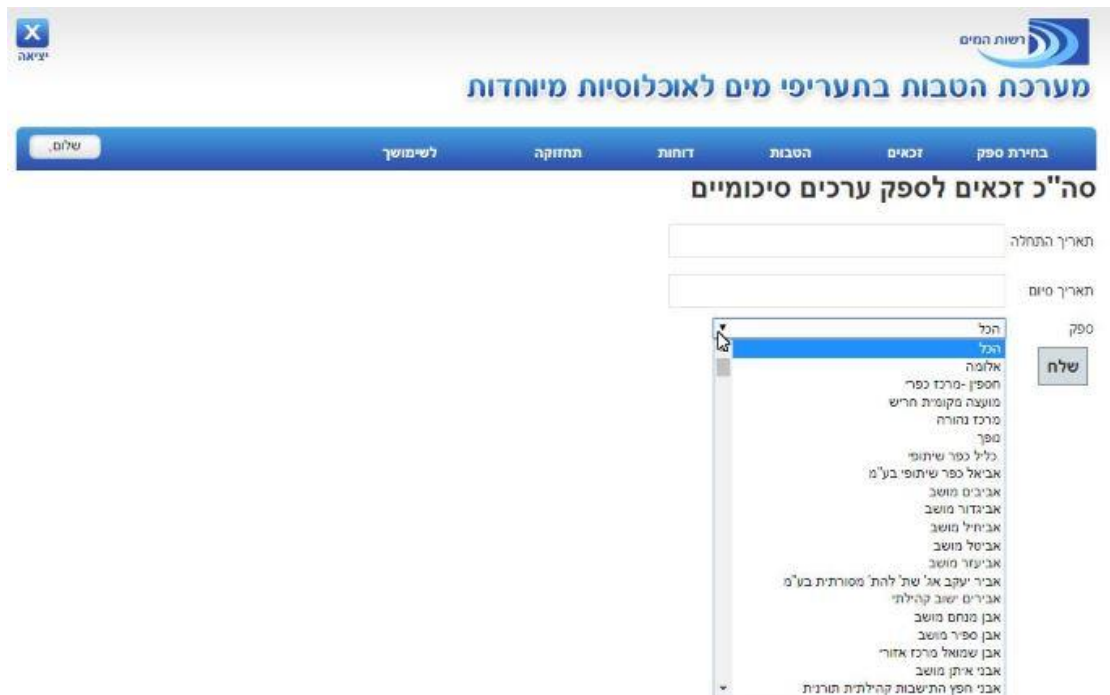 X
יציאה
רשות המים
מערכת הטבות בתעריפי מים לאוכלוסיות מיוחדות
בחירת ספק זכאים הטבות דוחות תחזוקה לשימושך שלום,
סה"כ זכאים לספק ערכים סיכומיים
תאריך התחלה
תאריך סיום
ספק הכל
הכל
שלח
אלומה
חספין -מרכז כפרי
מועצה מקומית חריש
מרכז נהורה
נופך
כליל כפר שיתופי
אביאל כפר שיתופי בע"מ
אביבים מושב
אביגדור מושב
אביחיל מושב
אביטל מושב
אביעזר מושב
אביר יעקב אג' שת' להת' מסורתית בע"מ
אבירים ישוב קהילתי
אבן מנחם מושב
אבן ספיר מושב
אבן שמואל מרכז אזורי
אבני איתן מושב
אבני חפץ התישבות קהילתית תורנית